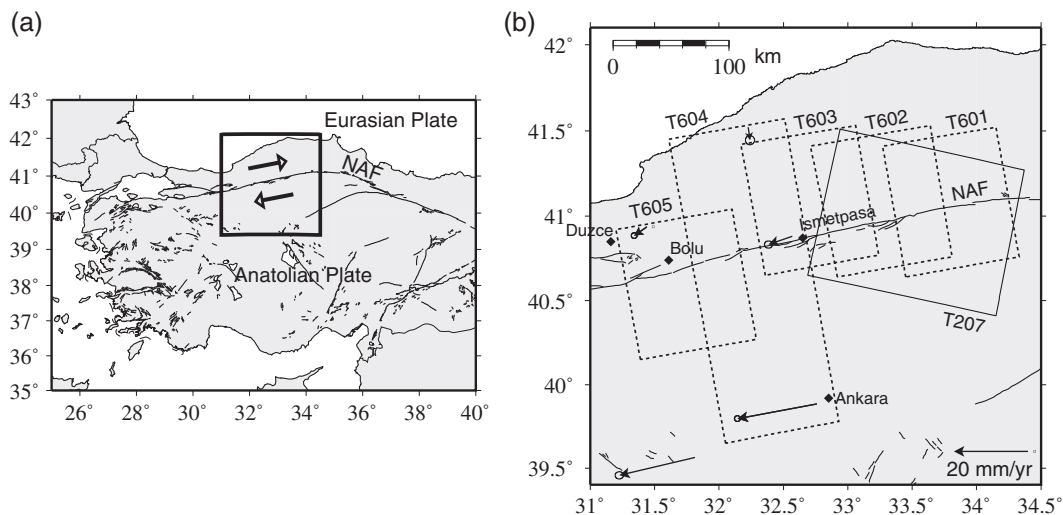 (a)
43˚
42˚
41˚
40˚
39˚
38˚
37˚
36˚
35˚
26˚ 28˚ 30˚ 32˚ 34˚ 36˚ 38˚ 40˚
Eurasian Plate
NAF
Anatolian Plate
(b)
42˚
41.5˚
41˚
40.5˚
40˚
39.5˚
31˚ 31.5˚ 32˚ 32.5˚ 33˚ 33.5˚ 34˚ 34.5˚
0 100
km
T604
T603
T602
T601
T605
NAF
Duzce
Bolu
Ismetpasa
T207
Ankara
20 mm/yr